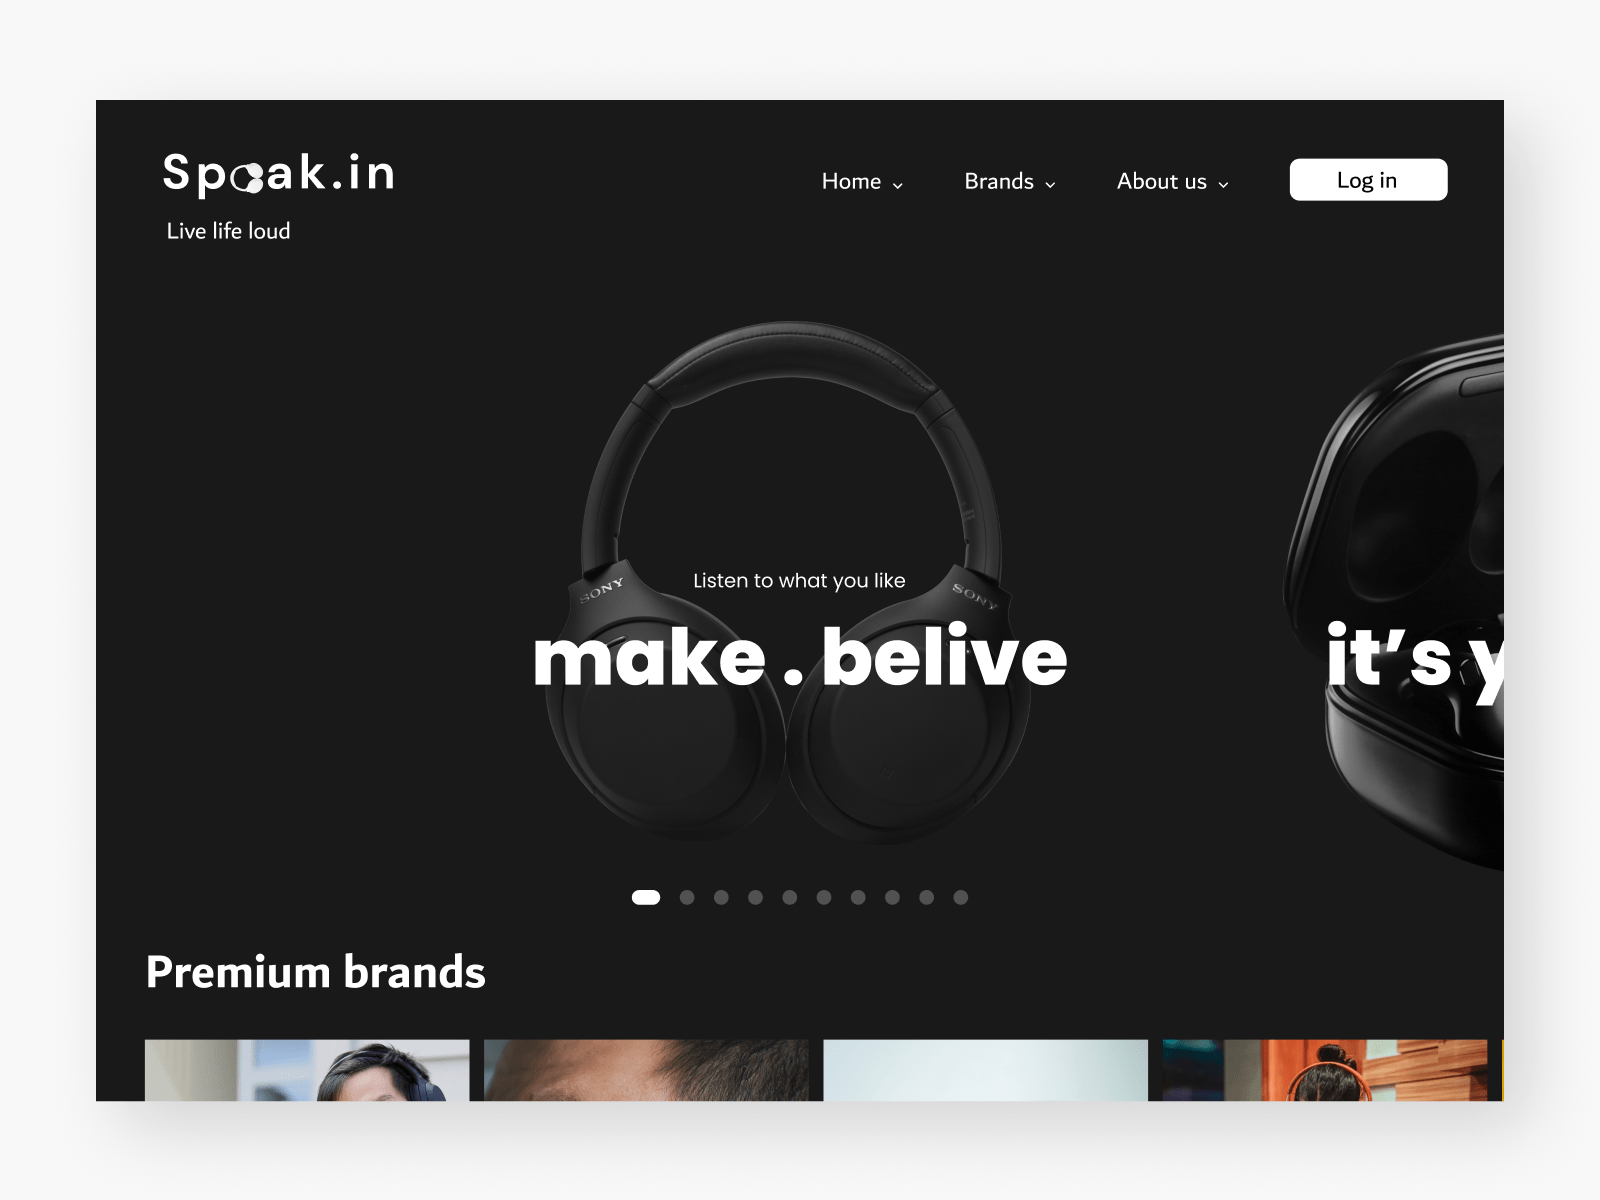 Speak.in
Live life loud
Home
Brands
About us
Log in
Listen to what you like
SONY
SONY
make . belive
it’s y
Premium brands